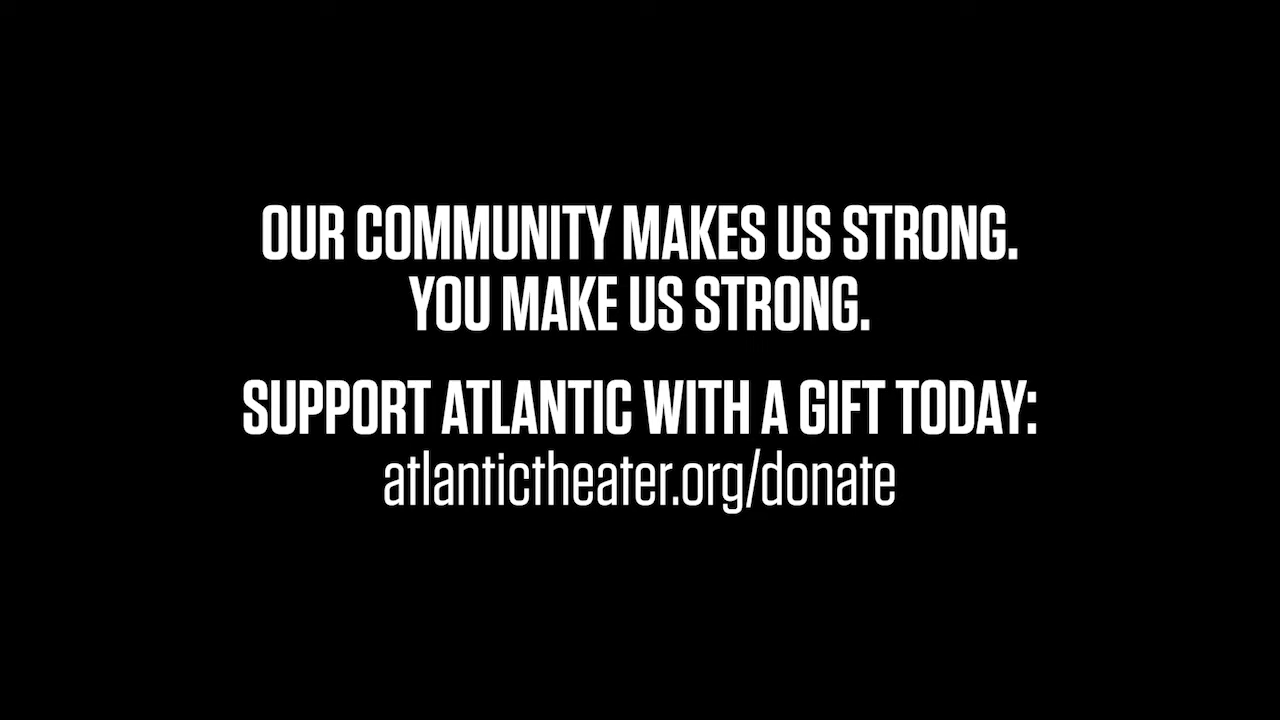 OUR COMMUNITY MAKES US STRONG.
YOU MAKE US STRONG.
SUPPORT ATLANTIC WITH A GIFT TODAY:
atlantictheater.org/donate